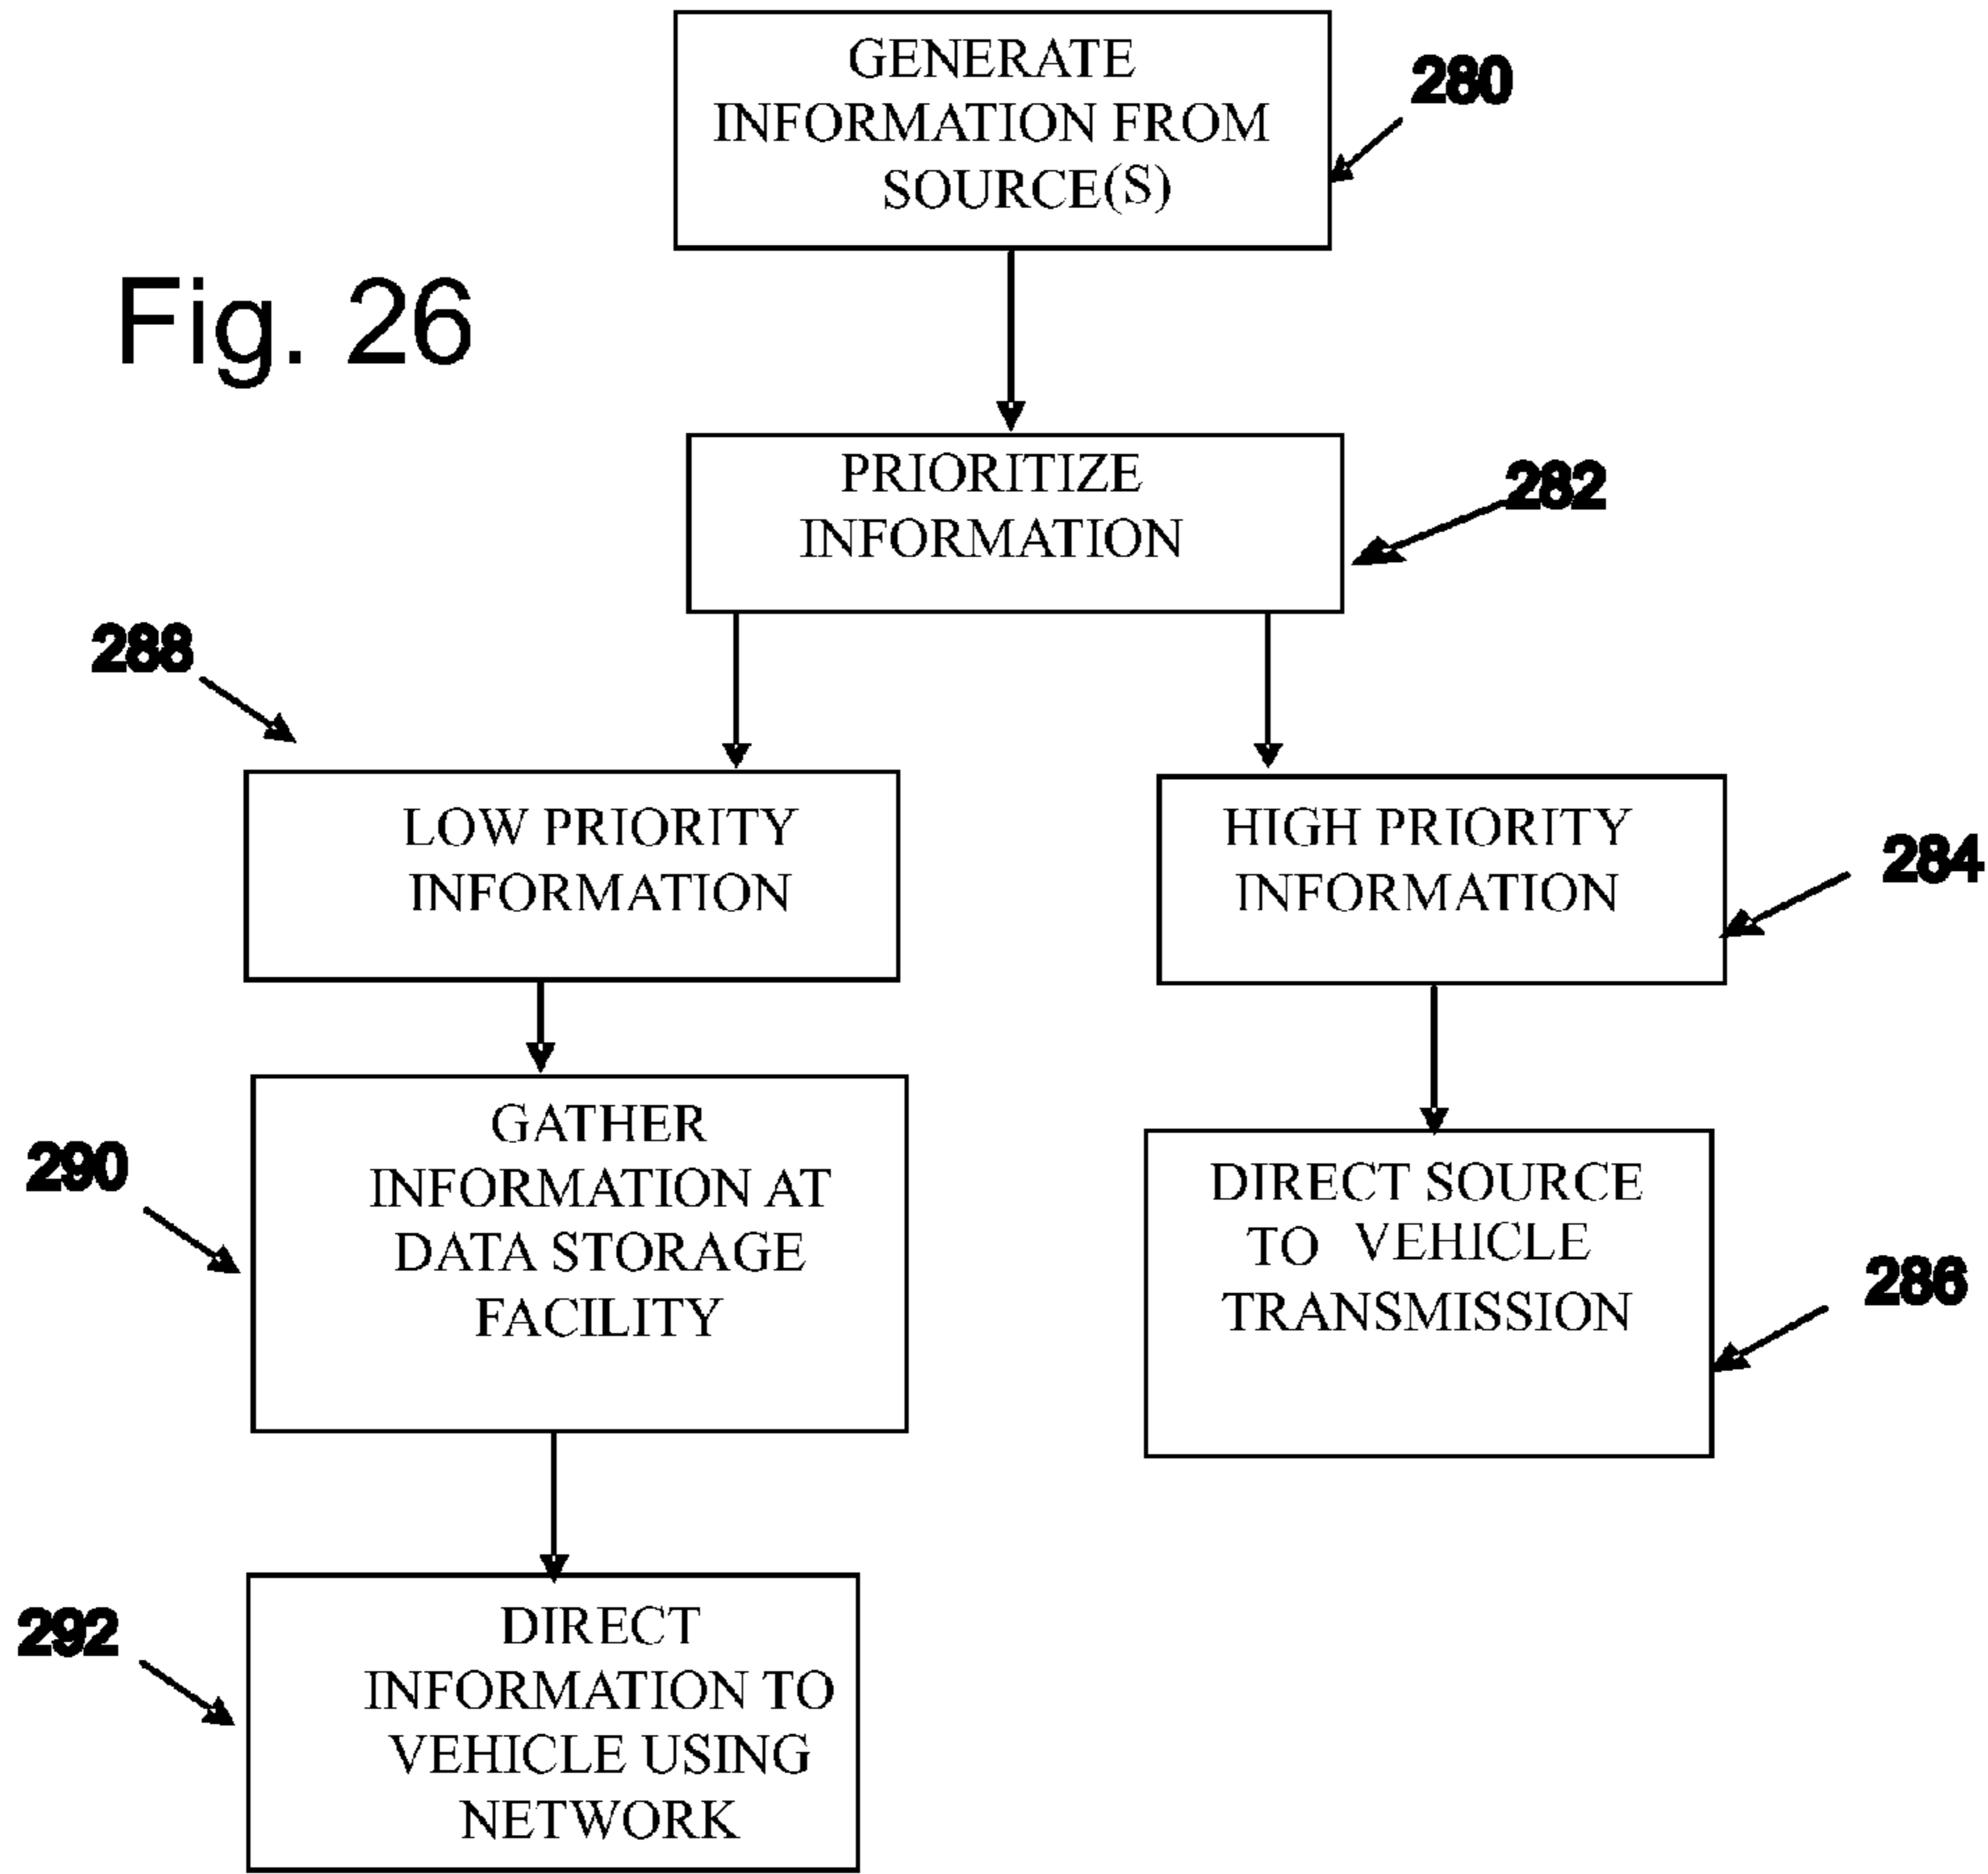 GENERATE
INFORMATION FROM
SOURCE(S)
280
Fig. 26
PRIORITIZE
INFORMATION
282
288
LOW PRIORITY
INFORMATION
HIGH PRIORITY
INFORMATION
284
GATHER
INFORMATION AT
DATA STORAGE
FACILITY
290
DIRECT SOURCE
TO VEHICLE
TRANSMISSION
286
292
DIRECT
INFORMATION TO
VEHICLE USING
NETWORK